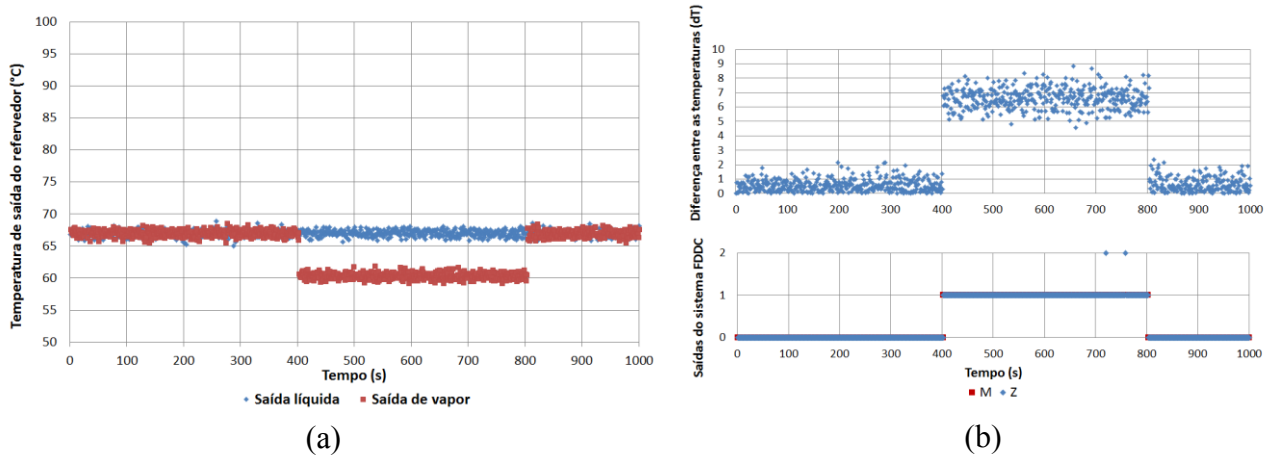 Temperatura de saída do refervedor (°C)
100
95
90
85
80
75
70
65
60
55
50
0 100 200 300 400 500 600 700 800 900 1000
Tempo (s)
Saída líquida Saída de vapor
(a)
Diferença entre as temperaturas (dT)
10
9
8
7
6
5
4
3
2
1
0
0 100 200 300 400 500 600 700 800 900 1000
Saídas do sistema FDDC
2
1
0
0 100 200 300 400 500 600 700 800 900 1000
Tempo (s)
M Z
(b)